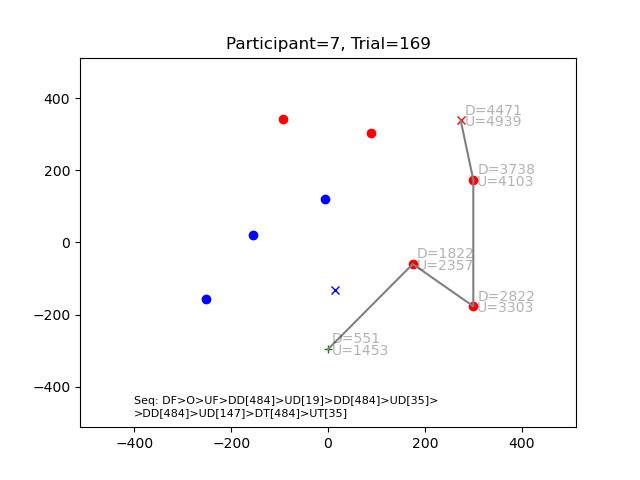 Participant=7, Trial=169
D=4471
U=4939
D=3738
U=4103
D=1822
U=2357
D=2822
U=3303
D=551
U=1453
Seq: DF>O>UF>DD[484]>UD[19]>DD[484]>UD[35]>
>DD[484]>UD[147]>DT[484]>UT[35]
400
200
0
−200
−400
−400
−200
0
200
400